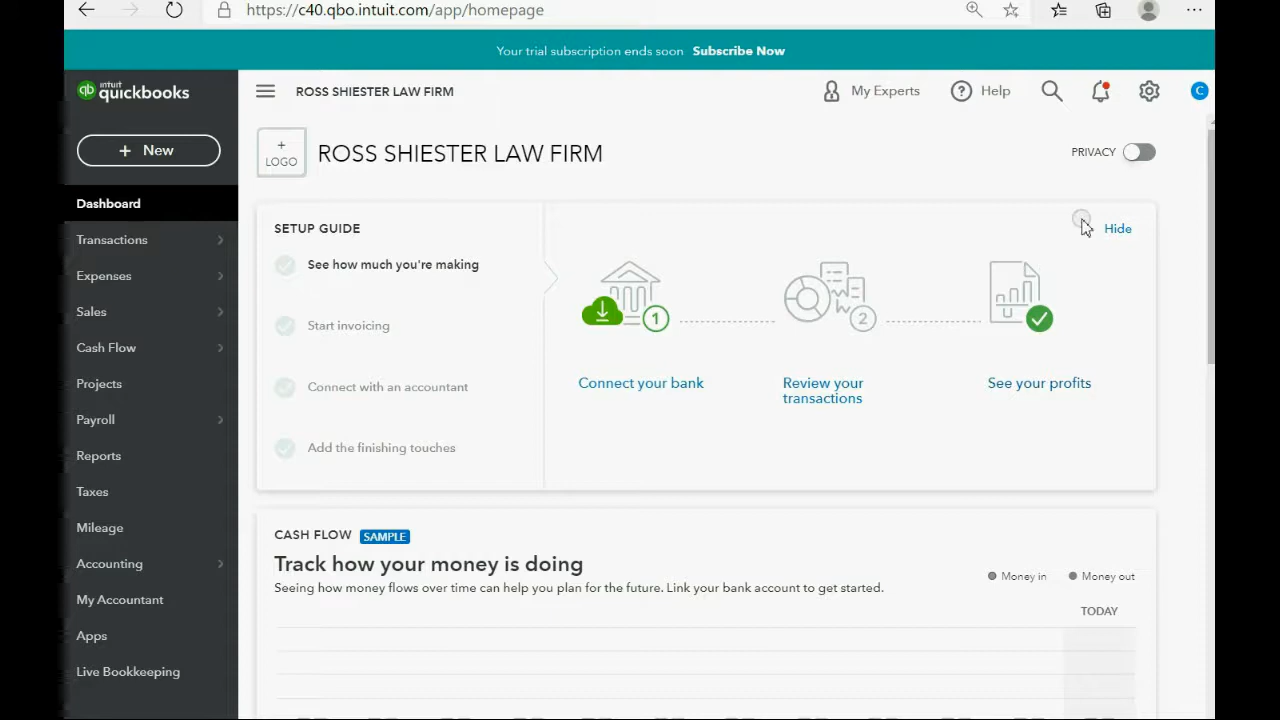 https://c40.qbo.intuit.com/app/homepage
Your trial subscription ends soon Subscribe Now
intuit
quickbooks
ROSS SHIESTER LAW FIRM
My Experts
Help
C
+ New
+
LOGO
ROSS SHIESTER LAW FIRM
PRIVACY
Dashboard
Transactions
Expenses
Sales
Cash Flow
Projects
Payroll
Reports
Taxes
Mileage
Accounting
My Accountant
Apps
Live Bookkeeping
SETUP GUIDE
Hide
See how much you're making
Start invoicing
Connect with an accountant
Add the finishing touches
1
2
Connect your bank
Review your
transactions
See your profits
CASH FLOW SAMPLE
Track how your money is doing
Seeing how money flows over time can help you plan for the future. Link your bank account to get started.
Money in
Money out
TODAY